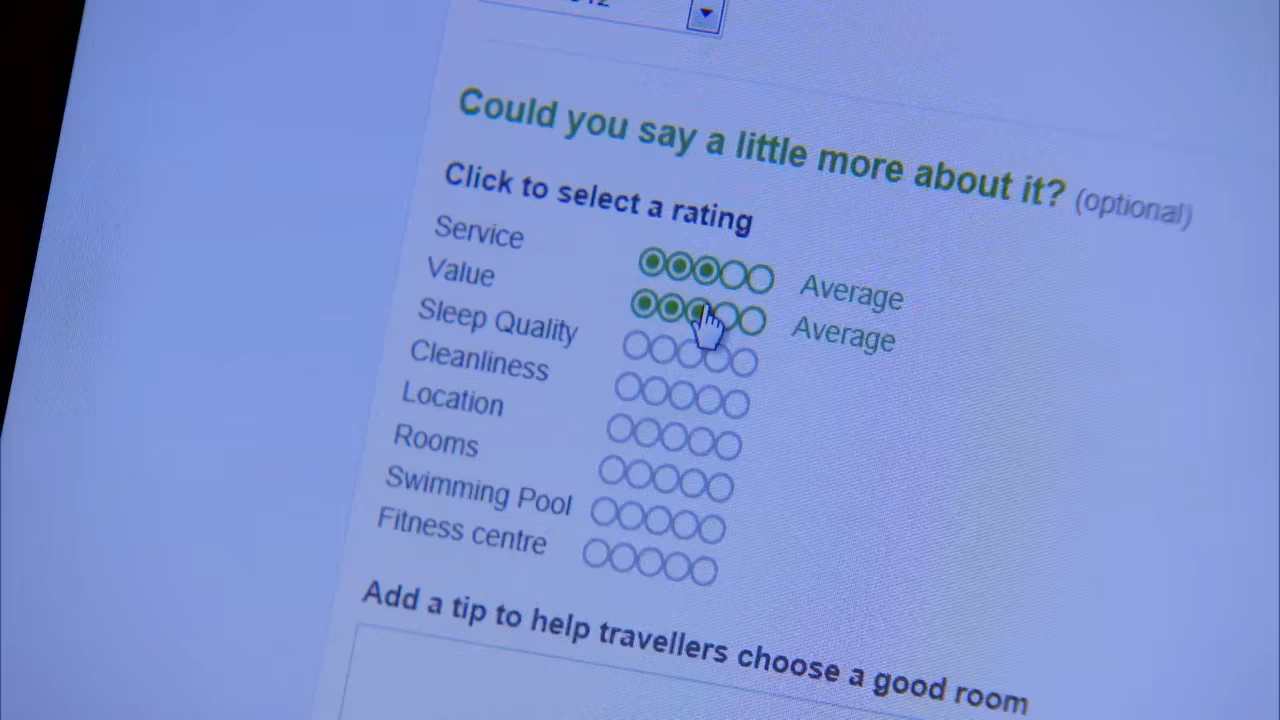 Could you say a little more about it? (optional)
Click to select a rating
Service
Average
Value
Average
Sleep Quality
Cleanliness
Location
Rooms
Swimming Pool
Fitness centre
Add a tip to help travellers choose a good room